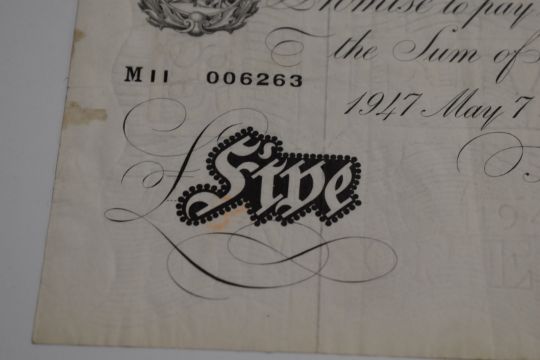 Promise to pay
the Sum of
M11 006263
1947 May 7
£ Five